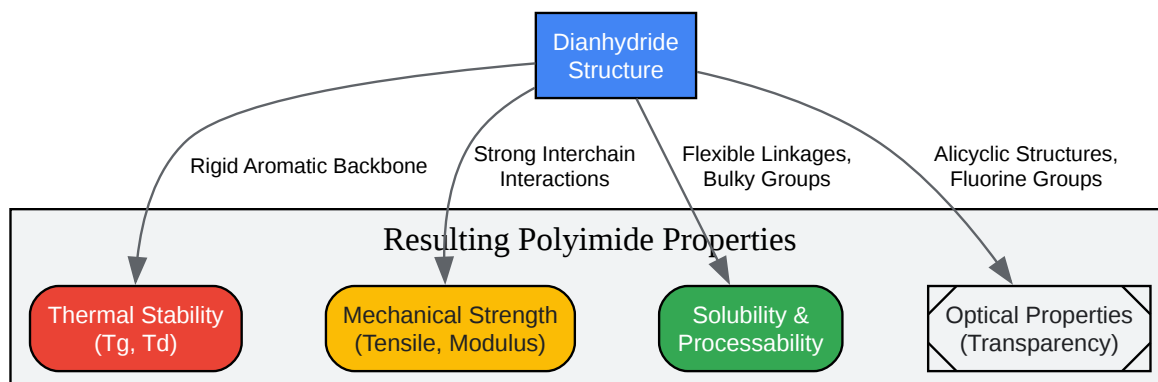 Dianhydride
Structure
Rigid Aromatic Backbone
Strong Interchain
Interactions
Flexible Linkages,
Bulky Groups
Alicyclic Structures,
Fluorine Groups
Resulting Polyimide Properties
Thermal Stability
(Tg, Td)
Mechanical Strength
(Tensile, Modulus)
Solubility &
Processability
Optical Properties
(Transparency)